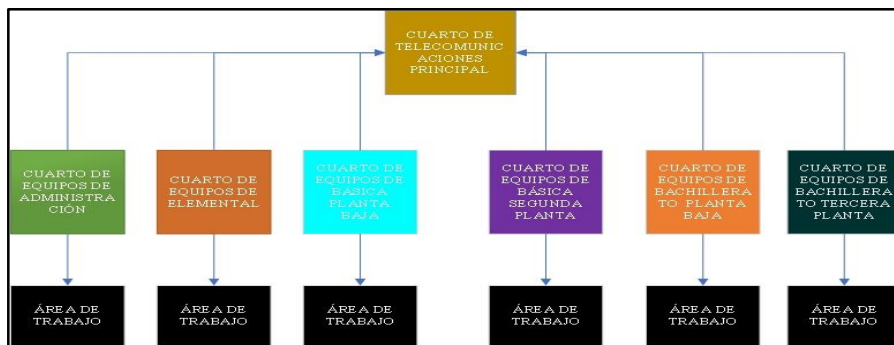 CUARTO DE
TELECOMUNIC
ACIONES
PRINCIPAL
CUARTO DE
EQUIPOS DE
ADMINISTRA
CIÓN
CUARTO DE
EQUIPOS DE
ELEMENTAL
CUARTO DE
EQUIPOS DE
BÁSICA
PLANTA
BAJA
CUARTO DE
EQUIPOS DE
BÁSICA
SEGUNDA
PLANTA
CUARTO DE
EQUIPOS DE
BACHILLERA
TO PLANTA
BAJA
CUARTO DE
EQUIPOS DE
BACHILLERA
TO TERCERA
PLANTA
ÁREA DE
TRABAJO
ÁREA DE
TRABAJO
ÁREA DE
TRABAJO
ÁREA DE
TRABAJO
ÁREA DE
TRABAJO
ÁREA DE
TRABAJO